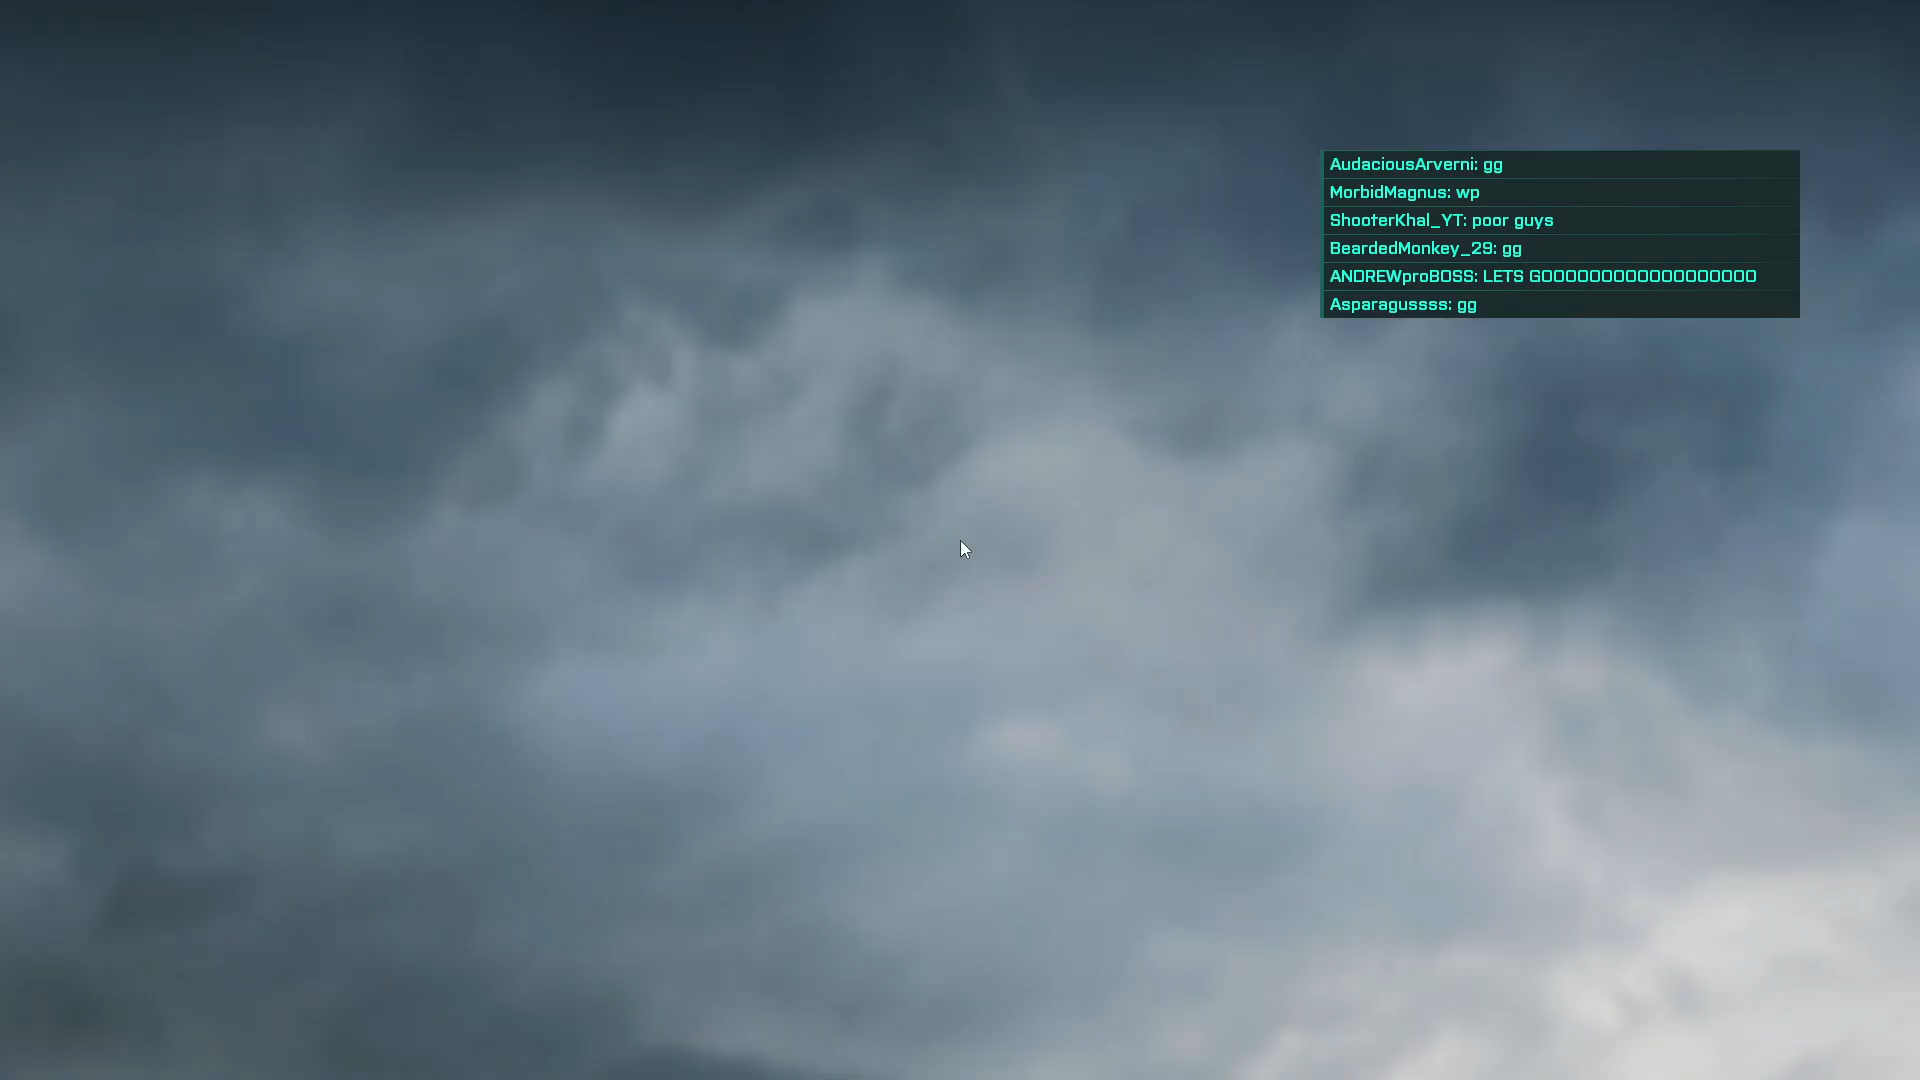 AudaciousArverni: gg
MorbidMagnus: wp
ShooterKhal_YT: poor guys
BeardedMonkey_29: gg
ANDREWproBOSS: LETS GOOOOOOOOOOOOOOOOOO
Asparagussss: gg